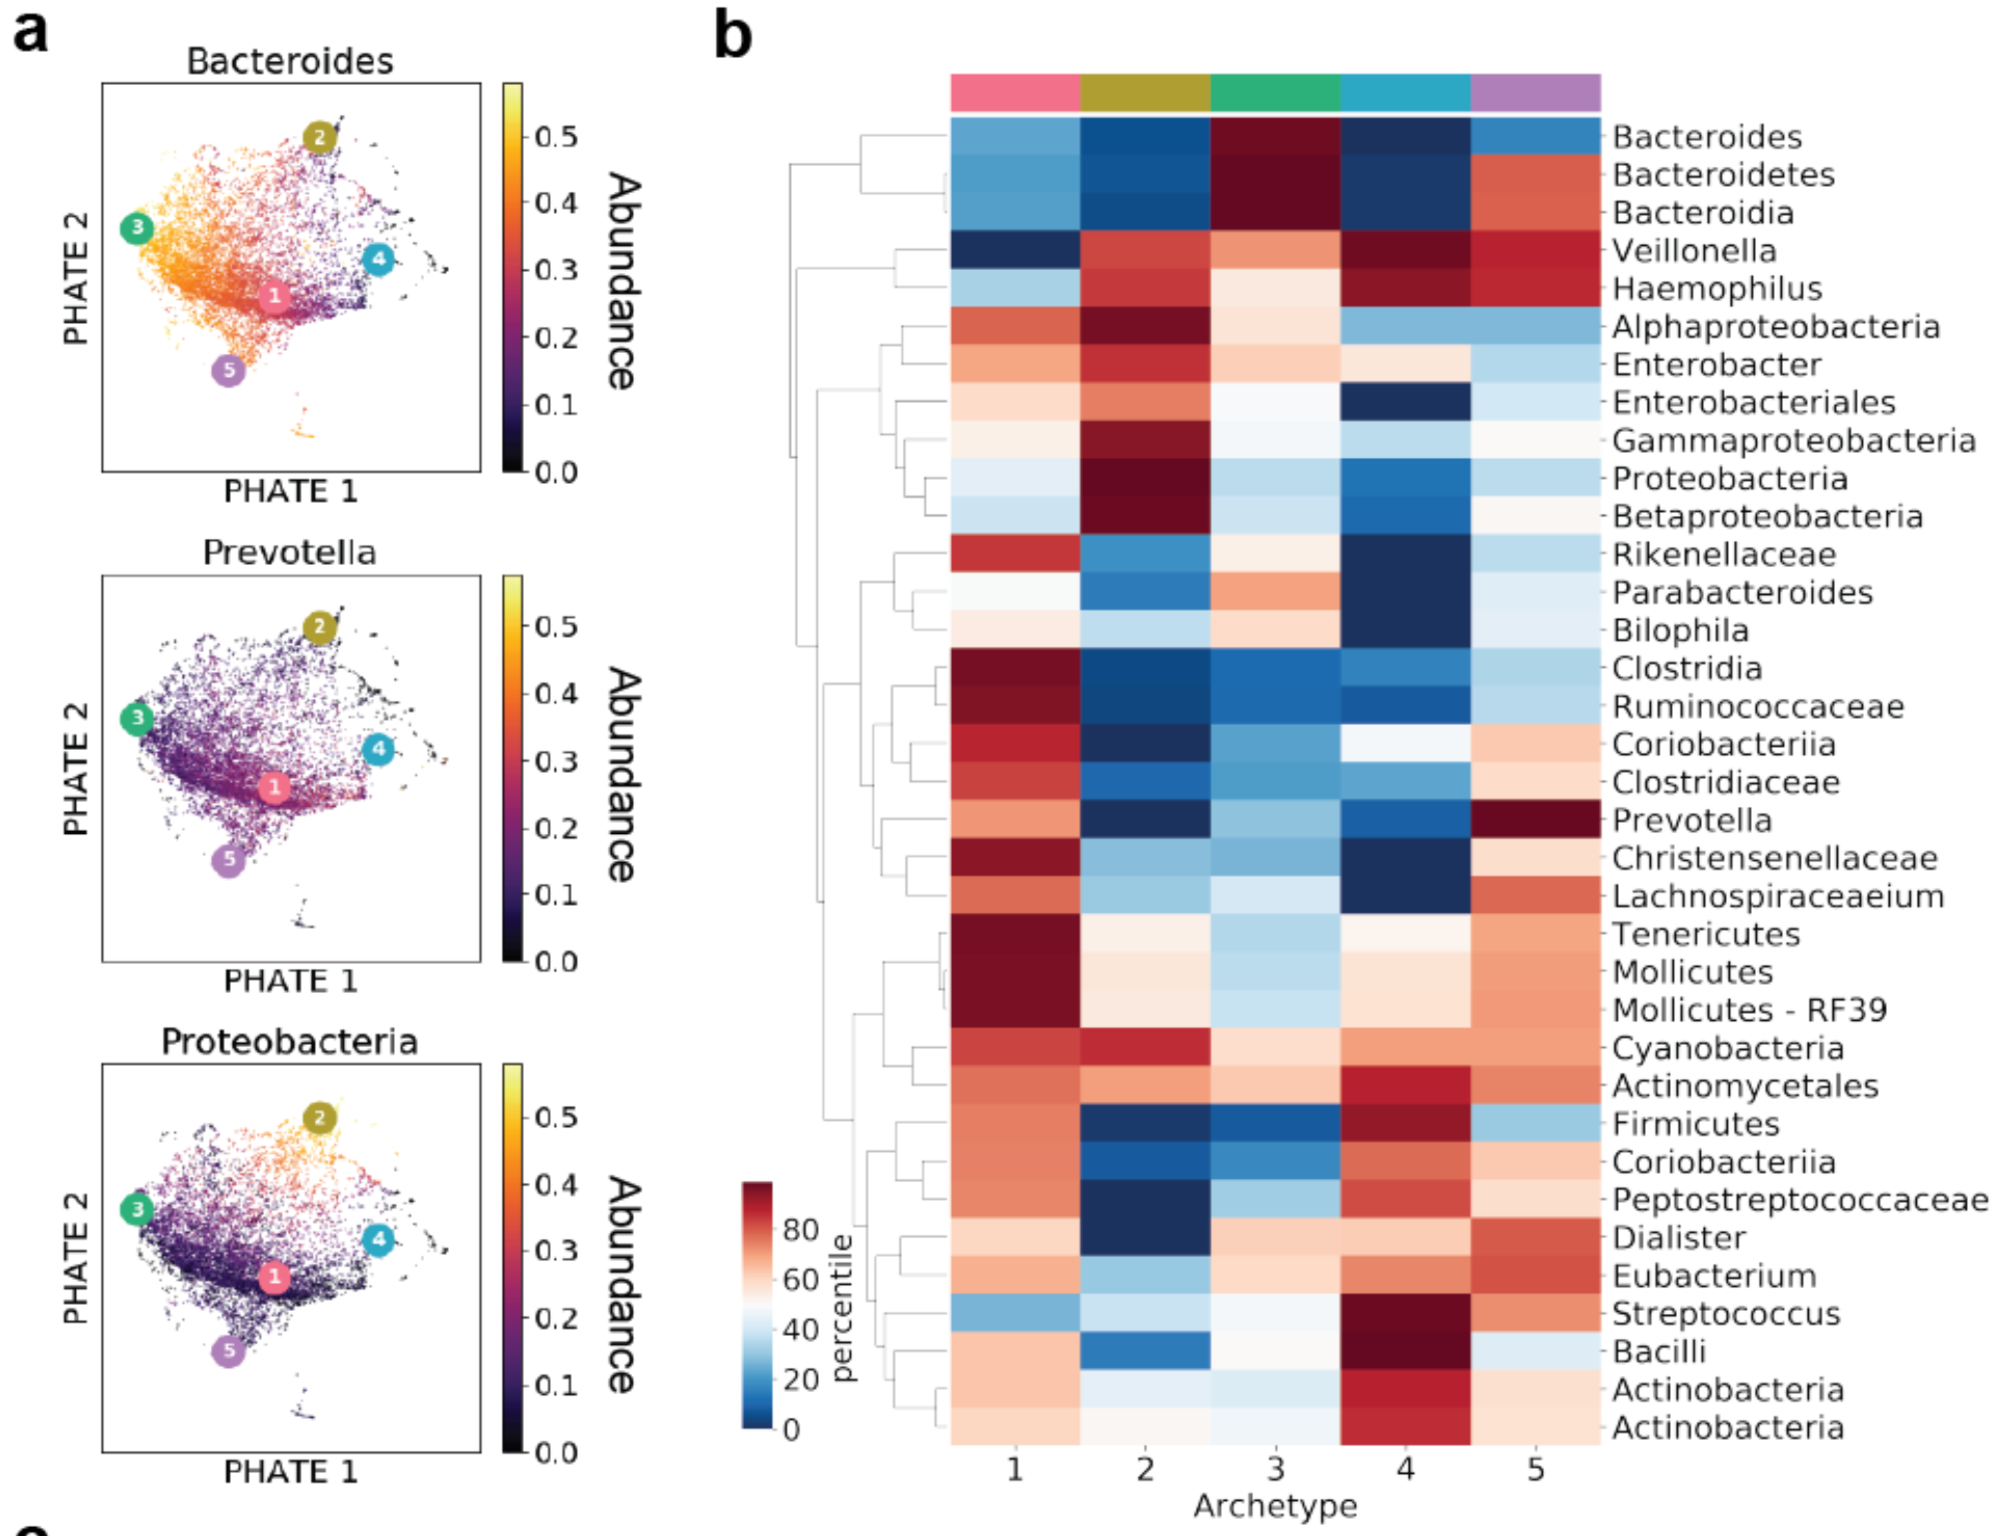 a
Bacteroides
2
3
4
1
5
PHATE 2
PHATE 1
0.5
0.4
0.3
0.2
0.1
0.0
Abundance
Prevotella
2
3
4
1
5
PHATE 2
PHATE 1
0.5
0.4
0.3
0.2
0.1
0.0
Abundance
Proteobacteria
2
3
4
1
5
PHATE 2
PHATE 1
0.5
0.4
0.3
0.2
0.1
0.0
Abundance
b
Bacteroides
Bacteroidetes
Bacteroidia
Veillonella
Haemophilus
Alphaproteobacteria
Enterobacter
Enterobacteriales
Gammaproteobacteria
Proteobacteria
Betaproteobacteria
Rikenellaceae
Parabacteroides
Bilophila
Clostridia
Ruminococcaceae
Coriobacteriia
Clostridiaceae
Prevotella
Christensenellaceae
Lachnospiraceaeium
Tenericutes
Mollicutes
Mollicutes - RF39
Cyanobacteria
Actinomycetales
Firmicutes
Coriobacteriia
Peptostreptococcaceae
Dialister
Eubacterium
Streptococcus
Bacilli
Actinobacteria
Actinobacteria
80
60
40
20
0
percentile
1 2 3 4 5
Archetype